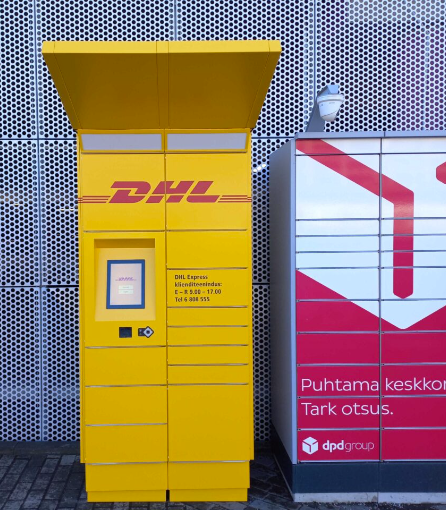 DHL
DHL Express
klienditeenindus:
E – R 9.00 – 17.00
Tel 6 808 555
Puhtama keskkon
Tark otsus.
dpdgroup